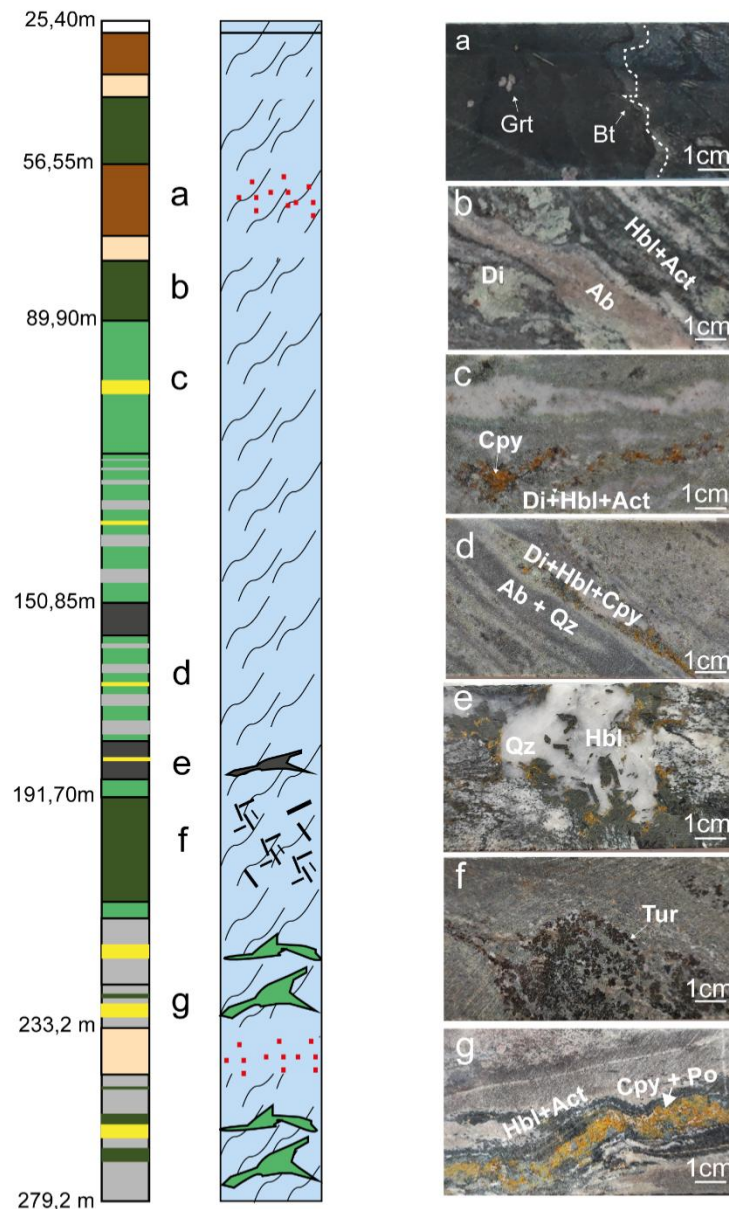 25,40m
56,55m
89,90m
150,85m
191,70m
233,2 m
279,2 m
a
b
c
d
e
f
g
a
Grt
Bt
1cm
b
Hbl+Act
Di
Ab
1cm
c
Cpy
Di+Hbl+Act
1cm
d
Di+Hbl+Cpy
Ab + Qz
1cm
e
Qz
Hbl
1cm
f
Tur
1cm
g
Cpy + Po
Hbl+Act
1cm